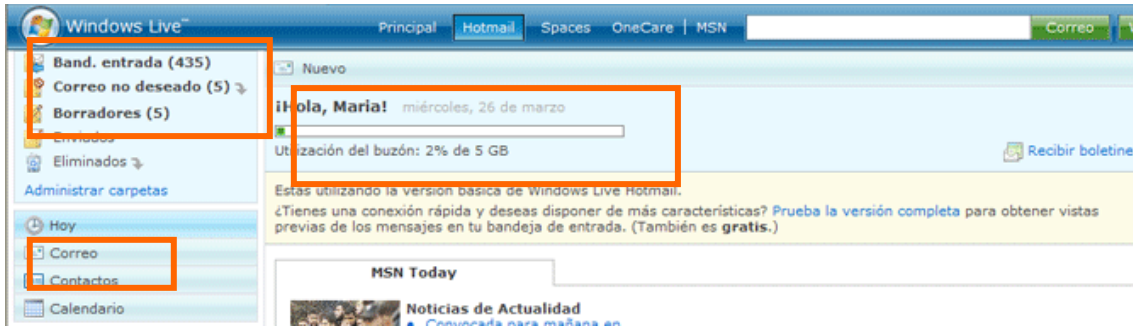 Windows Live™
Principal Hotmail Spaces OneCare | MSN
Correo
Band. entrada (435)
Correo no deseado (5)
Borradores (5)
Enviados
Eliminados
Administrar carpetas
Hoy
Correo
Contactos
Calendario
Nuevo
¡Hola, Maria! miércoles, 26 de marzo
Utilización del buzón: 2% de 5 GB
Recibir boletine
Estás utilizando la versión básica de Windows Live Hotmail.
¿Tienes una conexión rápida y deseas disponer de más características? Prueba la versión completa para obtener vistas
previas de los mensajes en tu bandeja de entrada. (También es gratis.)
MSN Today
Noticias de Actualidad
• Convocada para mañana en